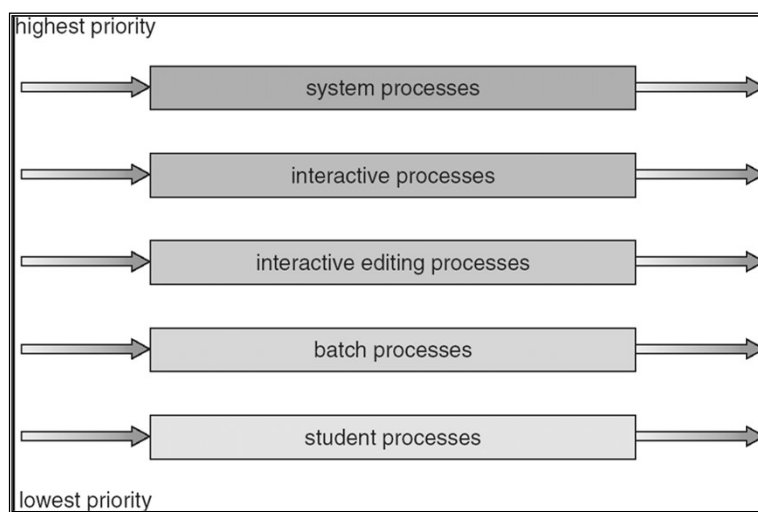 highest priority
system processes
interactive processes
interactive editing processes
batch processes
student processes
lowest priority